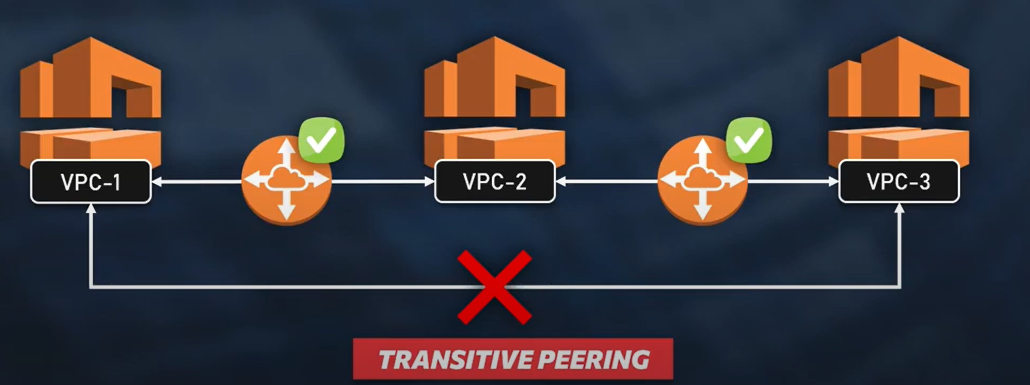 VPC-1
VPC-2
VPC-3
TRANSITIVE PEERING